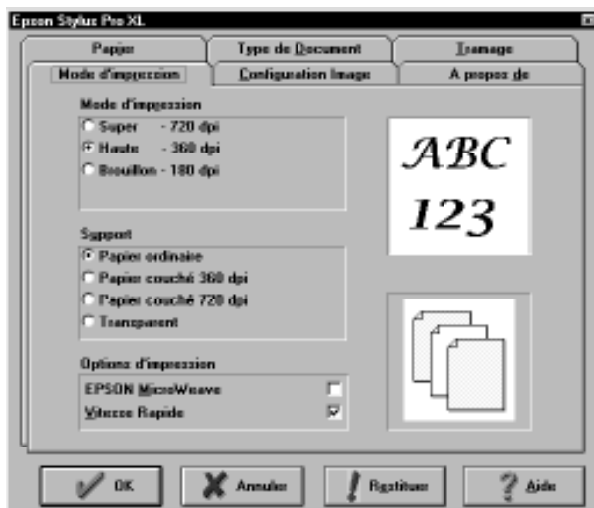 Epson Stylus Pro XL
Papier Type de Document Tramage
Mode d'impression Configuration Image A propos de
Mode d'impression
Super - 720 dpi
Haute - 360 dpi
Brouillon - 180 dpi
ABC
123
Support
Papier ordinaire
Papier couché 360 dpi
Papier couché 720 dpi
Transparent
Options d'impression
EPSON MicroWeave
Vitesse Rapide
OK Annuler Restituer Aide